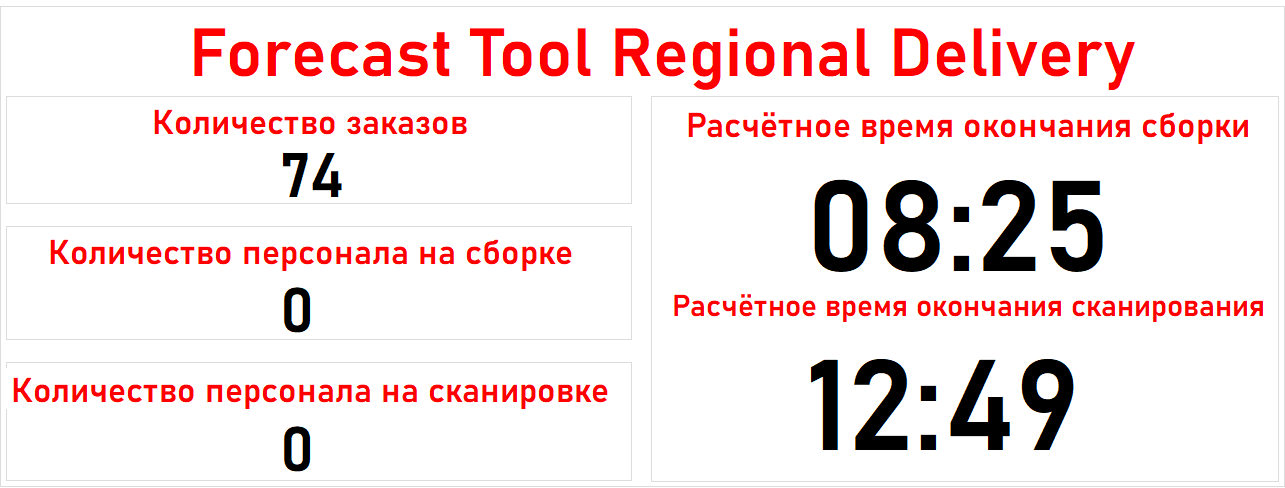 Forecast Tool Regional Delivery
Количество заказов
74
Количество персонала на сборке
0
Количество персонала на сканировке
0
Расчётное время окончания сборки
08:25
Расчётное время окончания сканирования
12:49